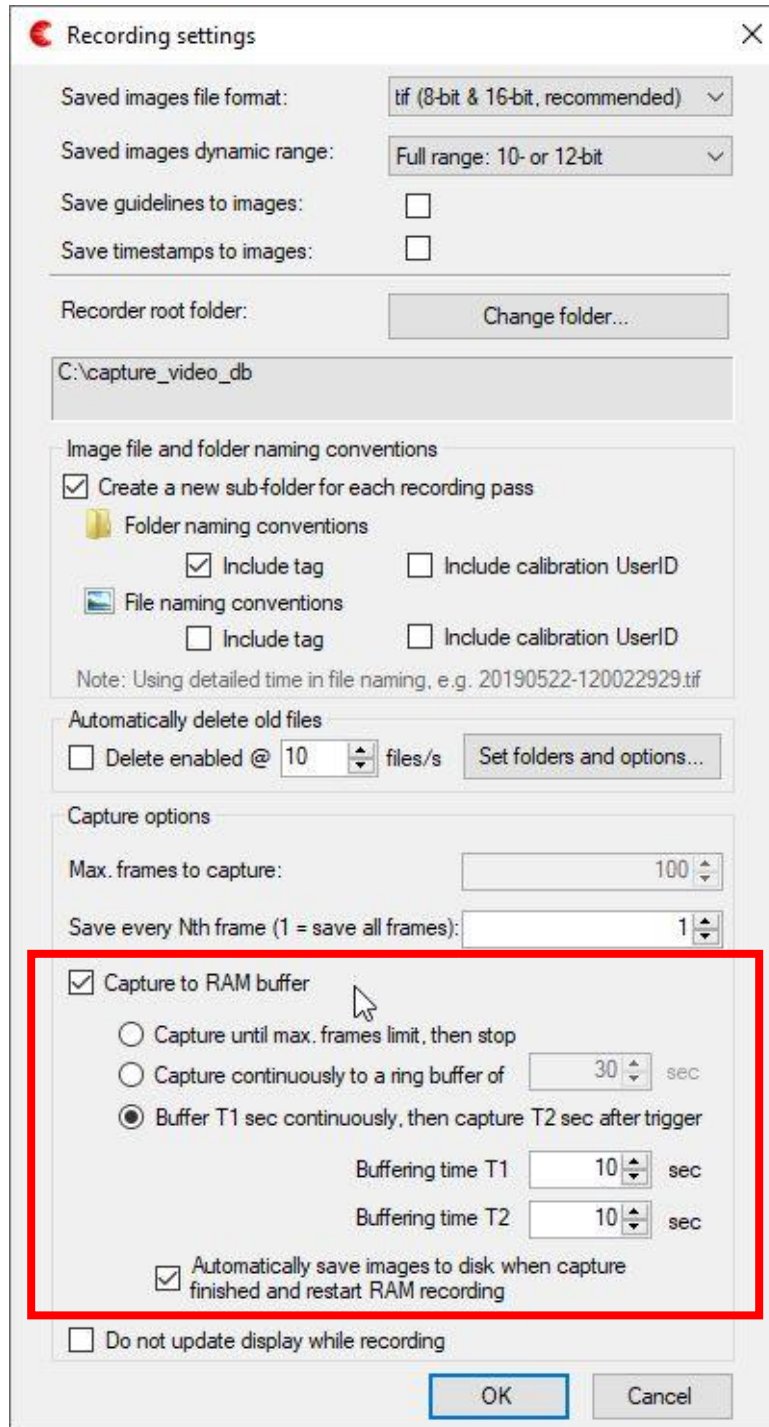 Recording settings
Saved images file format: tif (8-bit & 16-bit, recommended)
Saved images dynamic range: Full range: 10- or 12-bit
Save guidelines to images:
Save timestamps to images:
Recorder root folder: Change folder...
C:\capture_video_db
Image file and folder naming conventions
Create a new sub-folder for each recording pass
Folder naming conventions
Include tag Include calibration UserID
File naming conventions
Include tag Include calibration UserID
Note: Using detailed time in file naming, e.g. 20190522-120022929.tif
Automatically delete old files
Delete enabled @ 10 files/s Set folders and options...
Capture options
Max. frames to capture: 100
Save every Nth frame (1 = save all frames): 1
Capture to RAM buffer
Capture until max. frames limit, then stop
Capture continuously to a ring buffer of 30 sec
Buffer T1 sec continuously, then capture T2 sec after trigger
Buffering time T1 10 sec
Buffering time T2 10 sec
Automatically save images to disk when capture
finished and restart RAM recording
Do not update display while recording
OK Cancel